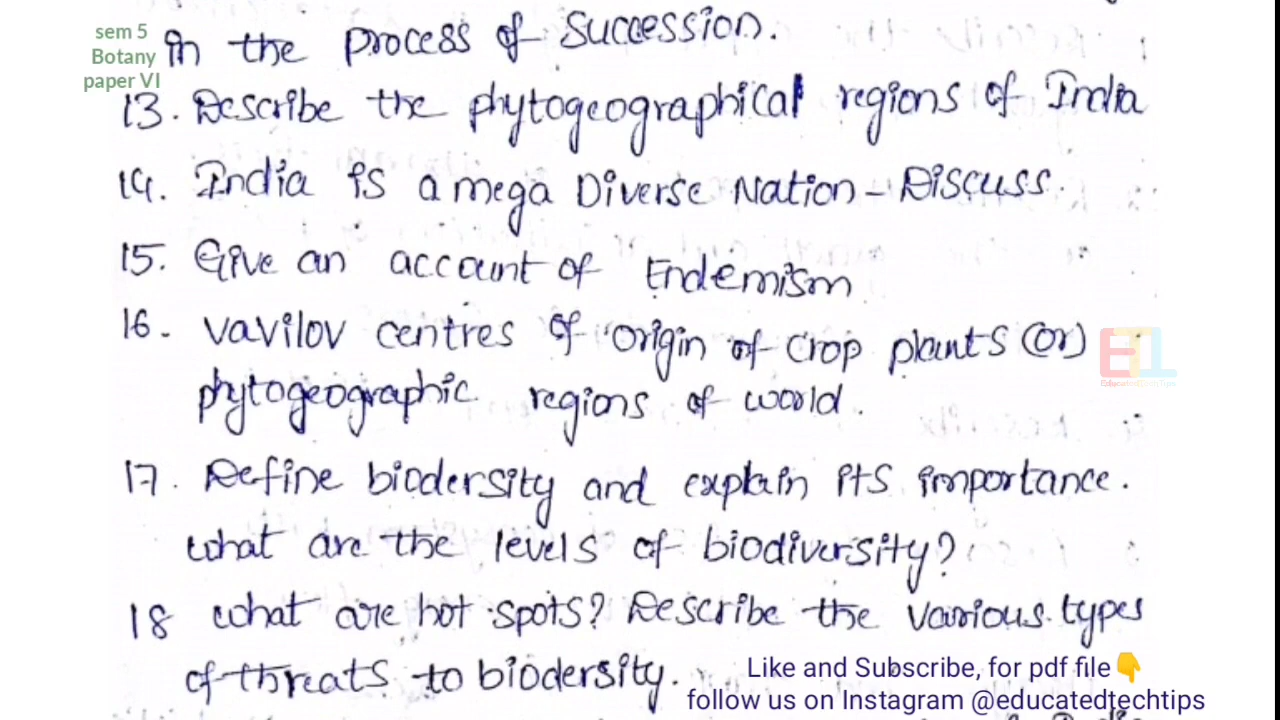 sem 5
Botany
paper VI
in the process of Succession.
13. Describe the phytogeographical regions of India
14. India is a mega Diverse Nation - Discuss.
15. Give an account of Endemism
16. Vavilov centres of origin of crop plants (or)
phytogeographic regions of world.
17. Define biodersity and explain its importance.
what are the levels of biodiversity?
18 what are hot spots? Describe the various types
of threats to biodersity.
ETL
EducatedTechTips
Like and Subscribe, for pdf file👇
follow us on Instagram @educatedtechtips